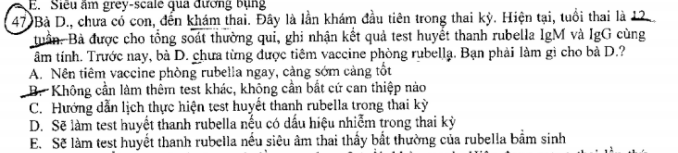 E. Siêu âm grey-scale qua đường bụng
47) Bà D., chưa có con, đến khám thai. Đây là lần khám đầu tiên trong thai kỳ. Hiện tại, tuổi thai là 12
tuần. Bà được cho tổng soát thường qui, ghi nhận kết quả test huyết thanh rubella IgM và IgG cùng
âm tính. Trước nay, bà D. chưa từng được tiêm vaccine phòng rubella. Bạn phải làm gì cho bà D.?
A. Nên tiêm vaccine phòng rubella ngay, càng sớm càng tốt
B. Không cần làm thêm test khác, không cần bất cứ can thiệp nào
C. Hướng dẫn lịch thực hiện test huyết thanh rubella trong thai kỳ
D. Sẽ làm test huyết thanh rubella nếu có dấu hiệu nhiễm trong thai kỳ
E. Sẽ làm test huyết thanh rubella nếu siêu âm thai thấy bất thường của rubella bẩm sinh